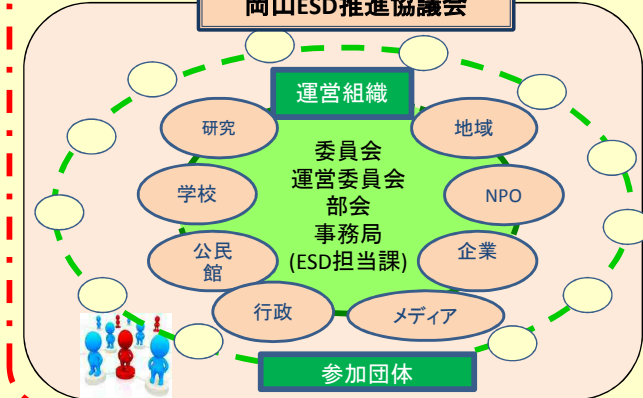 岡山ESD推進協議会
運営組織
研究
地域
委員会
運営委員会
部会
事務局
(ESD担当課)
学校
NPO
公民
館
企業
行政
メディア
参加団体